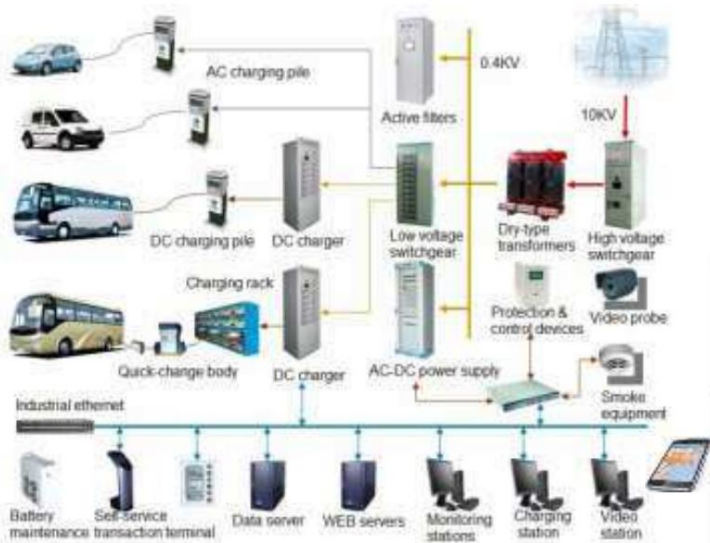 AC charging pile
0.4KV
Active filters
10KV
DC charging pile
DC charger
Low voltage
switchgear
Dry-type
transformers
High voltage
switchgear
Charging rack
Protection &
control devices
Video probe
Quick-change body
DC charger
AC-DC power supply
Smoke
equipment
Industrial ethernet
Battery
maintenance
Self-service
transaction terminal
Data server
WEB servers
Monitoring
stations
Charging
station
Video
station